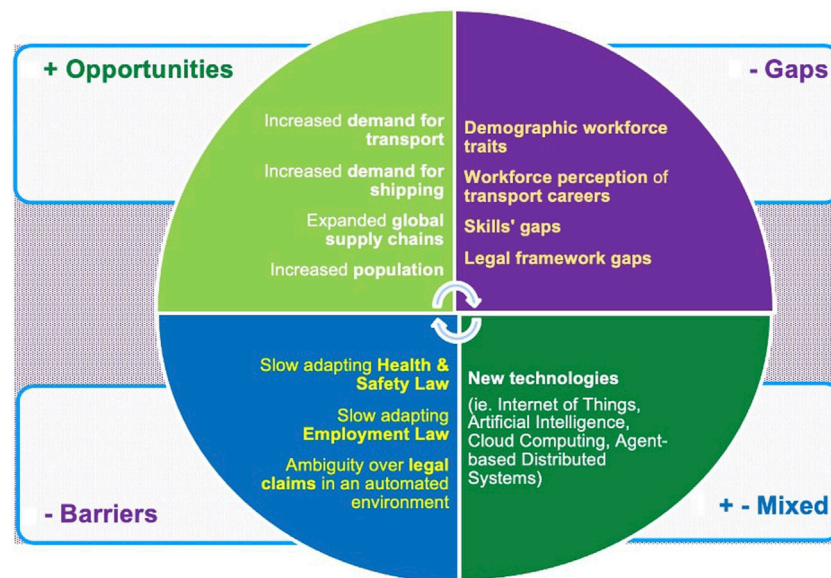 + Opportunities
- Gaps
Increased demand for
transport
Increased demand for
shipping
Expanded global
supply chains
Increased population
Demographic workforce
traits
Workforce perception of
transport careers
Skills' gaps
Legal framework gaps
Slow adapting Health &
Safety Law
Slow adapting
Employment Law
Ambiguity over legal
claims in an automated
environment
New technologies
(ie. Internet of Things,
Artificial Intelligence,
Cloud Computing, Agent-
based Distributed
Systems)
- Barriers
+ - Mixed